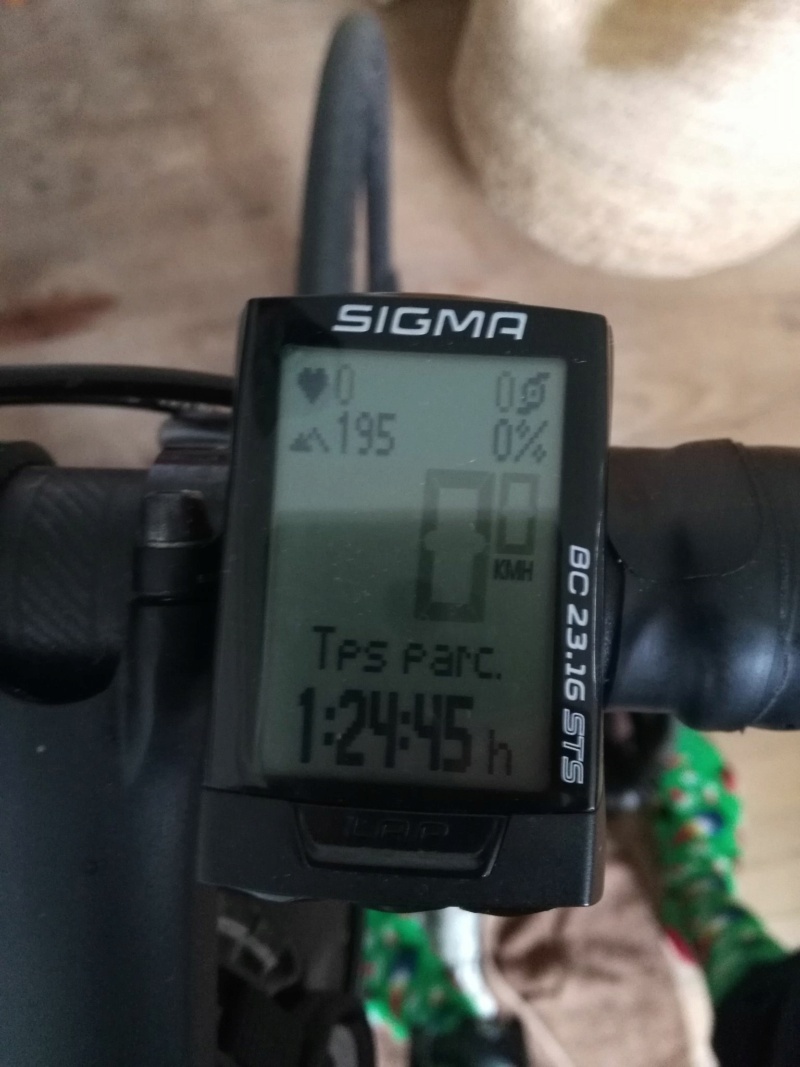 SIGMA
0 0
195 0%
0 0
KMH
BC 23.16 STS
Tps parc.
1:24:45 h
LAP